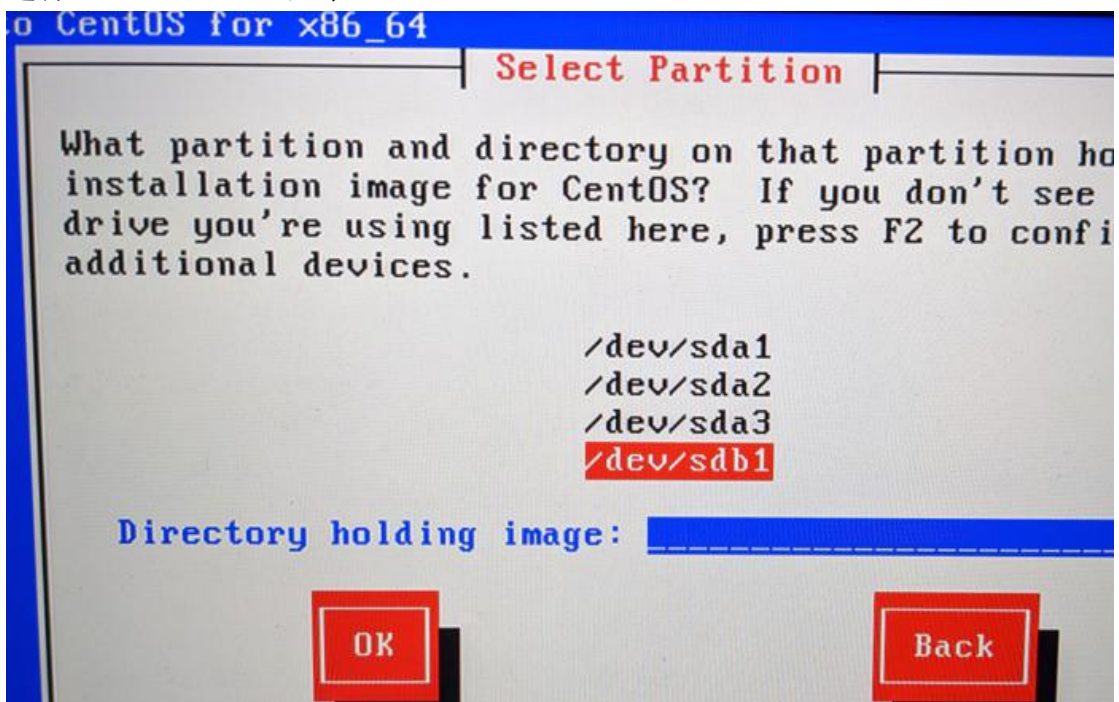 CentOS for x86_64
Select Partition
What partition and directory on that partition
installation image for CentOS? If you don't see
drive you're using listed here, press F2 to
additional devices.
/dev/sda1
/dev/sda2
/dev/sda3
/dev/sdb1
Directory holding image:
OK
Back